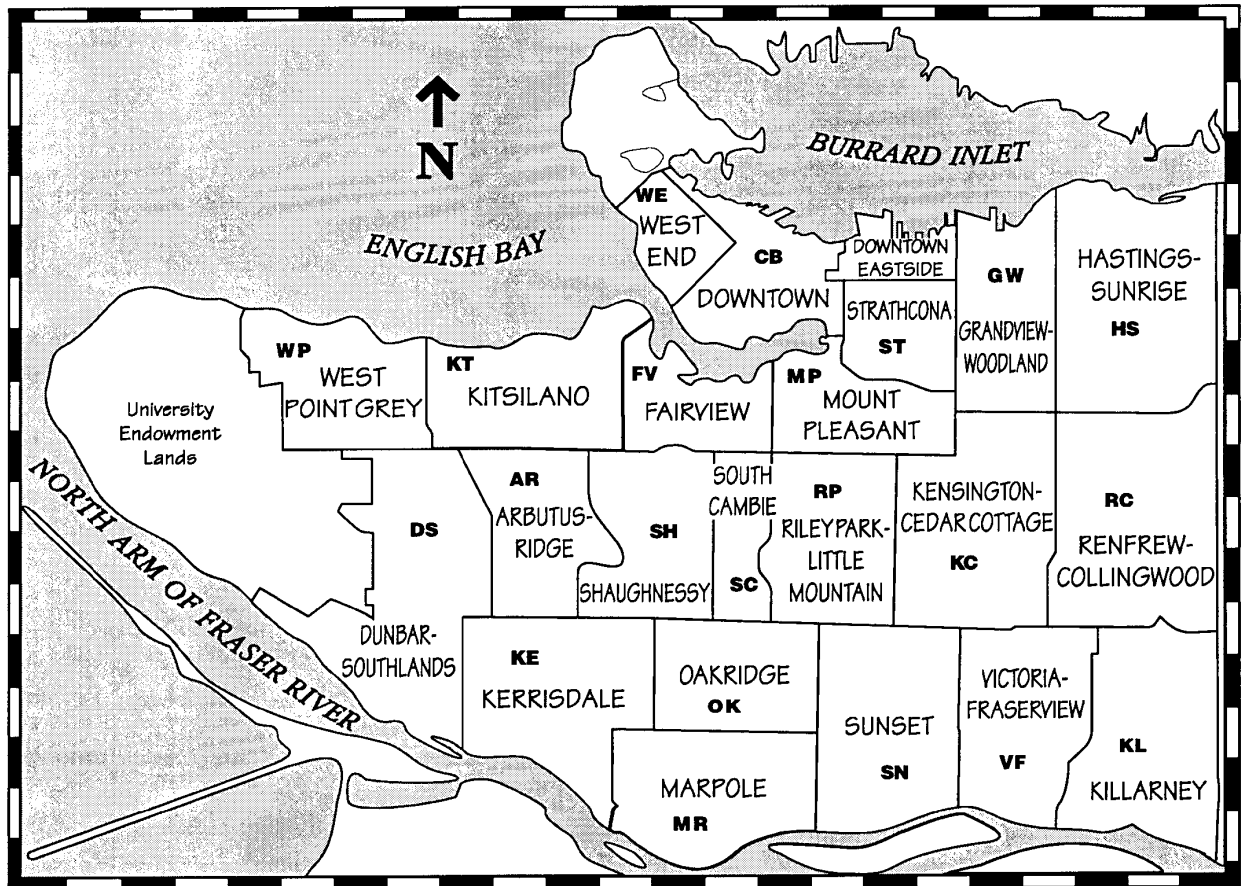 N
BURRARD INLET
ENGLISH BAY
WE
WEST
END
CB
DOWNTOWN
DOWNTOWN
EASTSIDE
STRATHCONA
ST
GW
GRANDVIEW-
WOODLAND
HASTINGS-
SUNRISE
HS
WP
WEST
POINT GREY
KT
KITSILANO
FV
FAIRVIEW
MP
MOUNT
PLEASANT
University
Endowment
Lands
NORTH ARM OF FRASER RIVER
DS
DUNBAR-
SOUTHLANDS
AR
ARBUTUS-
RIDGE
SH
SHAUGHNESSY
SOUTH
CAMBIE
SC
RP
RILEY PARK-
LITTLE
MOUNTAIN
KENSINGTON-
CEDAR COTTAGE
KC
RC
RENFREW-
COLLINGWOOD
KE
KERRISDALE
OAKRIDGE
OK
MARPOLE
MR
SUNSET
SN
VICTORIA-
FRASERVIEW
VF
KL
KILLARNEY